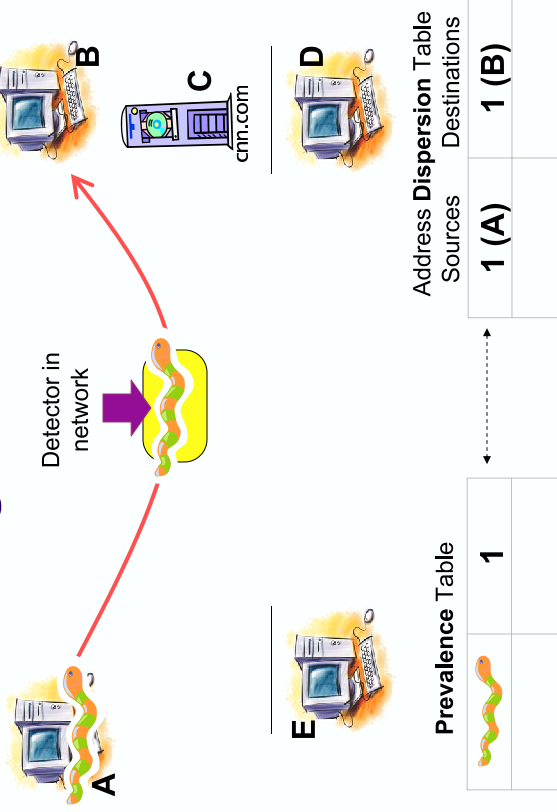 Detector in
network
A
B
C
cnn.com
E
D
Prevalence Table
1
Address Dispersion Table
Sources
Destinations
1 (A)
1 (B)